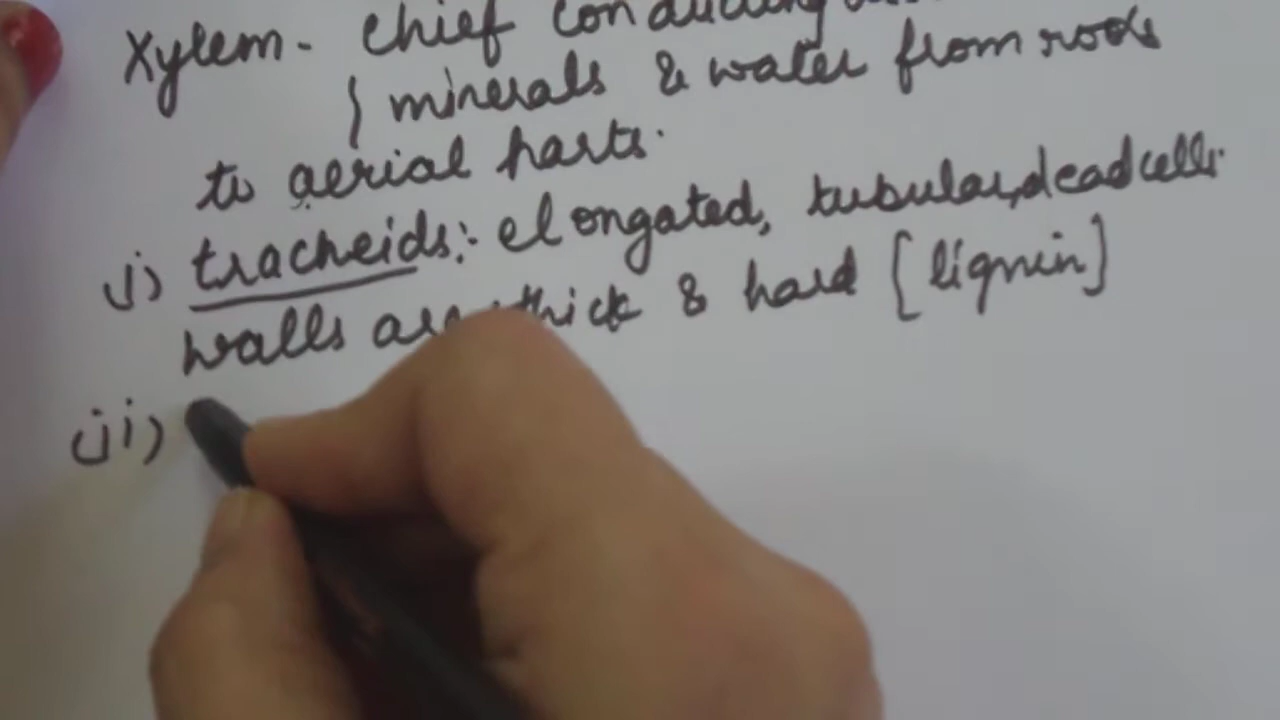 Xylem - Chief conducting
{ minerals & water from roots
to aerial parts.
i) tracheids:- elongated, tubular, dead cells.
walls are thick & hard [lignin]
ii)